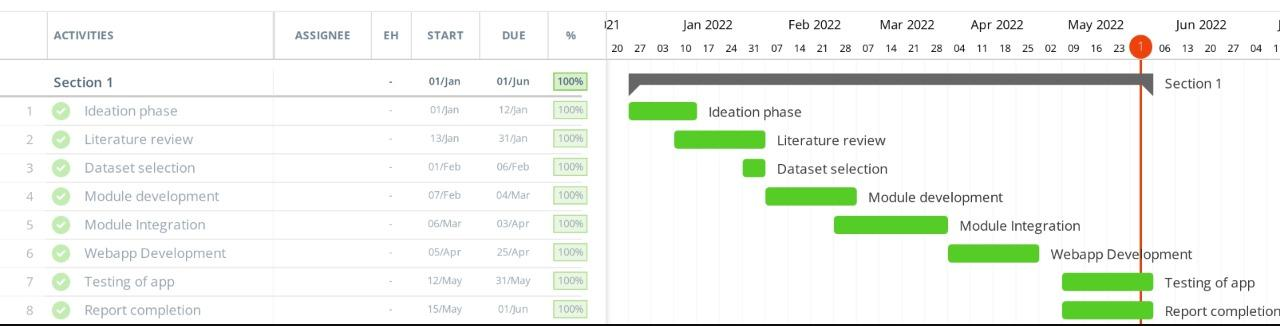 021 Jan 2022 Feb 2022 Mar 2022 Apr 2022 May 2022 Jun 2022
ACTIVITIES ASSIGNEE EH START DUE %
20 27 03 10 17 24 31 07 14 21 28 07 14 21 28 04 11 18 25 02 09 16 23 1 06 13 20 27 04 1
Section 1 - 01/Jan 01/Jun 100% Section 1
1 Ideation phase - 01/Jan 12/Jan 100% Ideation phase
2 Literature review - 13/Jan 31/Jan 100% Literature review
3 Dataset selection - 01/Feb 06/Feb 100% Dataset selection
4 Module development - 07/Feb 04/Mar 100% Module development
5 Module Integration - 06/Mar 03/Apr 100% Module Integration
6 Webapp Development - 05/Apr 25/Apr 100% Webapp Development
7 Testing of app - 12/May 31/May 100% Testing of app
8 Report completion - 15/May 01/Jun 100% Report completion